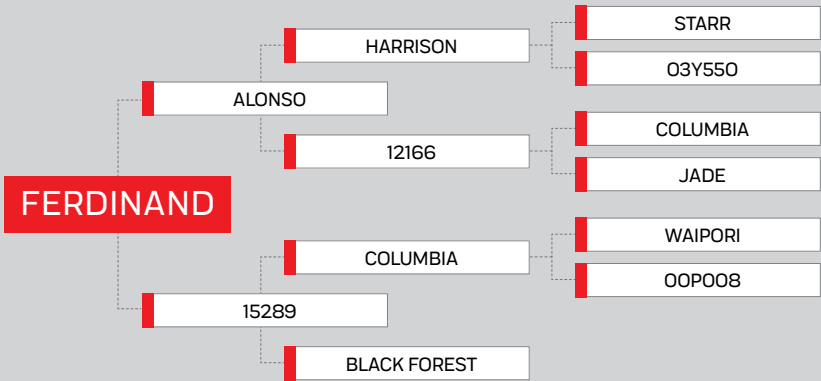 STARR
HARRISON
03Y550
ALONSO
COLUMBIA
12166
JADE
FERDINAND
WAIPORI
COLUMBIA
00P008
15289
BLACK FOREST